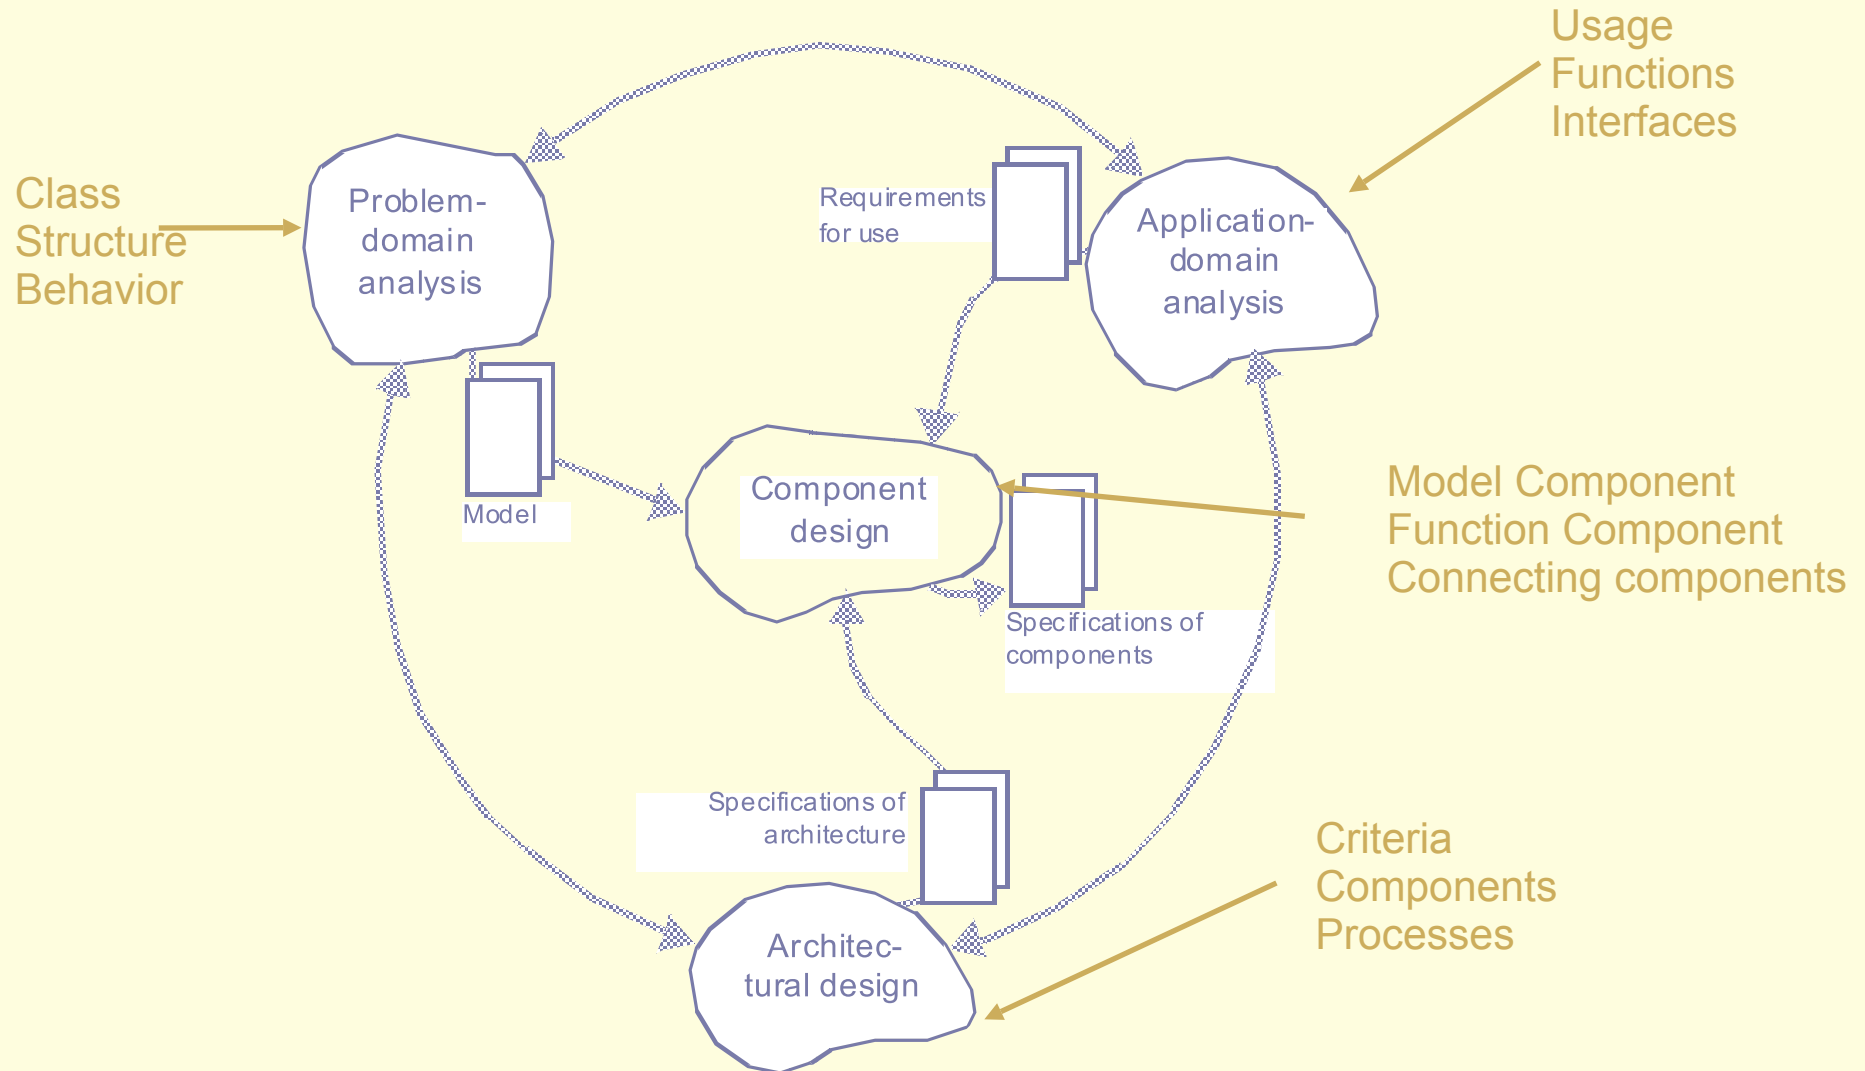 Usage
Functions
Interfaces
Class
Structure
Behavior
Problem-
domain
analysis
Requirements
for use
Application-
domain
analysis
Model
Component
design
Model Component
Function Component
Connecting components
Specifications of
components
Specifications of
architecture
Criteria
Components
Processes
Architec-
tural design